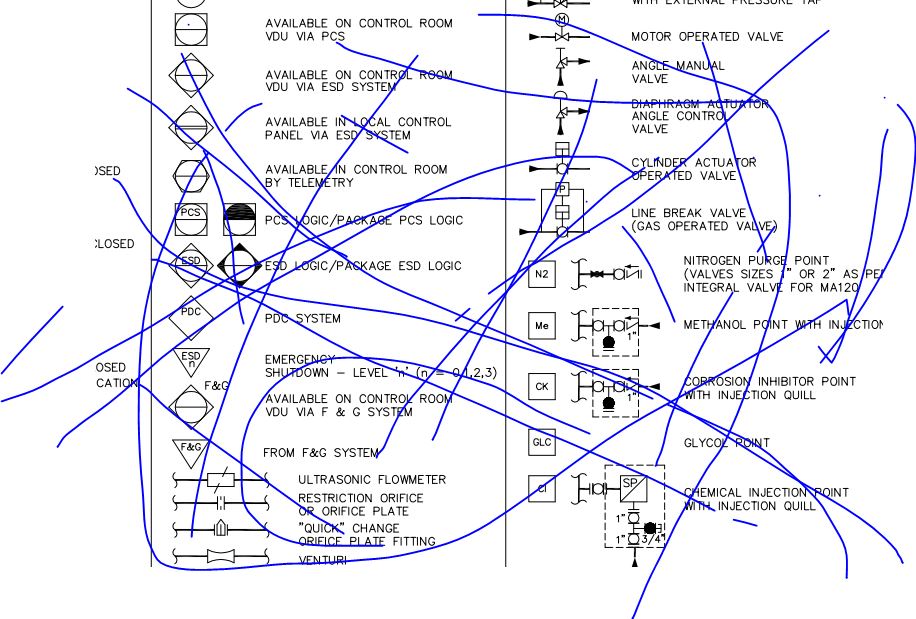 OSED
CLOSED
OSED
CATION
AVAILABLE ON CONTROL ROOM
VDU VIA PCS
AVAILABLE ON CONTROL ROOM
VDU VIA ESD SYSTEM
AVAILABLE IN LOCAL CONTROL
PANEL VIA ESD SYSTEM
AVAILABLE IN CONTROL ROOM
BY TELEMETRY
PCS
PCS LOGIC/PACKAGE PCS LOGIC
ESD
ESD LOGIC/PACKAGE ESD LOGIC
PDC
PDC SYSTEM
ESD
n
EMERGENCY
SHUTDOWN – LEVEL 'n' (n = 0,1,2,3)
F&G
AVAILABLE ON CONTROL ROOM
VDU VIA F & G SYSTEM
F&G
FROM F&G SYSTEM
ULTRASONIC FLOWMETER
RESTRICTION ORIFICE
OR ORIFICE PLATE
"QUICK" CHANGE
ORIFICE PLATE FITTING
VENTURI
WITH EXTERNAL PRESSURE TAP
M
MOTOR OPERATED VALVE
ANGLE MANUAL
VALVE
DIAPHRAGM ACTUATOR
ANGLE CONTROL
VALVE
CYLINDER ACTUATOR
OPERATED VALVE
P
LINE BREAK VALVE
(GAS OPERATED VALVE)
N2
NITROGEN PURGE POINT
(VALVES SIZES 1" OR 2" AS PER
INTEGRAL VALVE FOR MA120
Me
1"
METHANOL POINT WITH INJECTION
CK
1"
CORROSION INHIBITOR POINT
WITH INJECTION QUILL
GLC
GLYCOL POINT
CI
SP
1"
1" 3/4"
CHEMICAL INJECTION POINT
WITH INJECTION QUILL